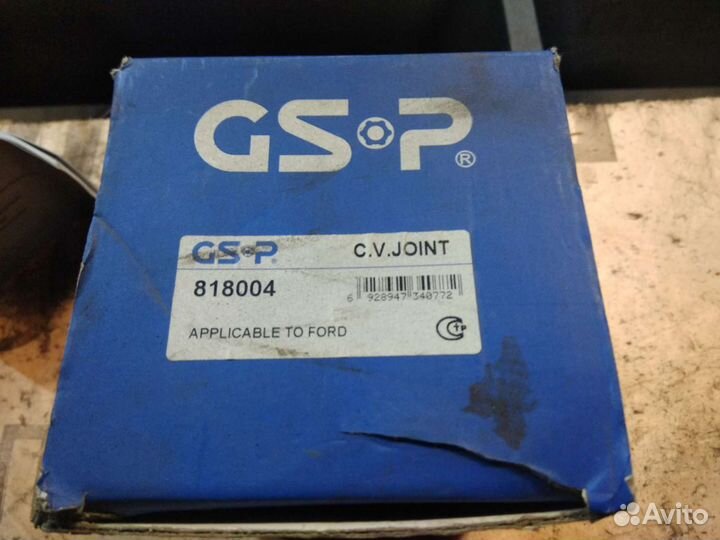 GSP®
GSP® C.V.JOINT
818004
6 928947 340772
APPLICABLE TO FORD
Avito